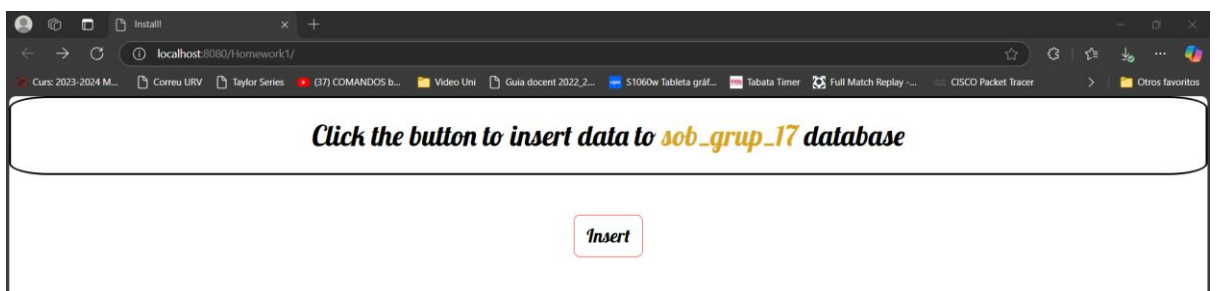 Install!
localhost:8080/Homework1/
Curs: 2023-2024 M... Correu URV Taylor Series (37) COMANDOS b... Video Uni Guia docent 2022_2... S1060w Tableta gráf... Tabata Timer Full Match Replay -... CISCO Packet Tracer Otros favoritos
Click the button to insert data to sob_grup_17 database
Insert